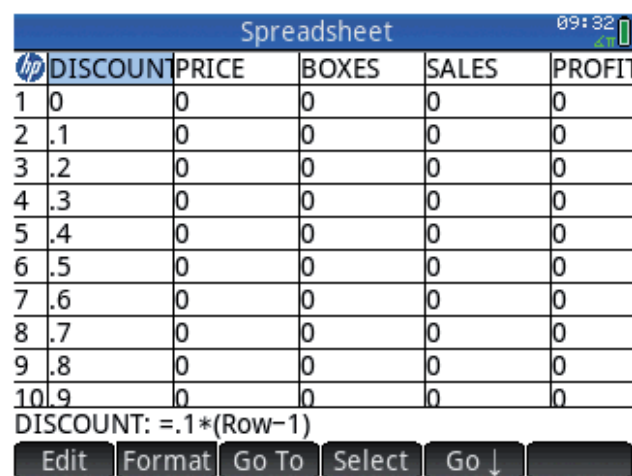 Spreadsheet 09:32
∡π
hp DISCOUNT PRICE BOXES SALES PROFIT
1 0 0 0 0 0
2 .1 0 0 0 0
3 .2 0 0 0 0
4 .3 0 0 0 0
5 .4 0 0 0 0
6 .5 0 0 0 0
7 .6 0 0 0 0
8 .7 0 0 0 0
9 .8 0 0 0 0
10 .9 0 0 0 0
DISCOUNT: =.1*(Row−1)
Edit Format Go To Select Go ↓